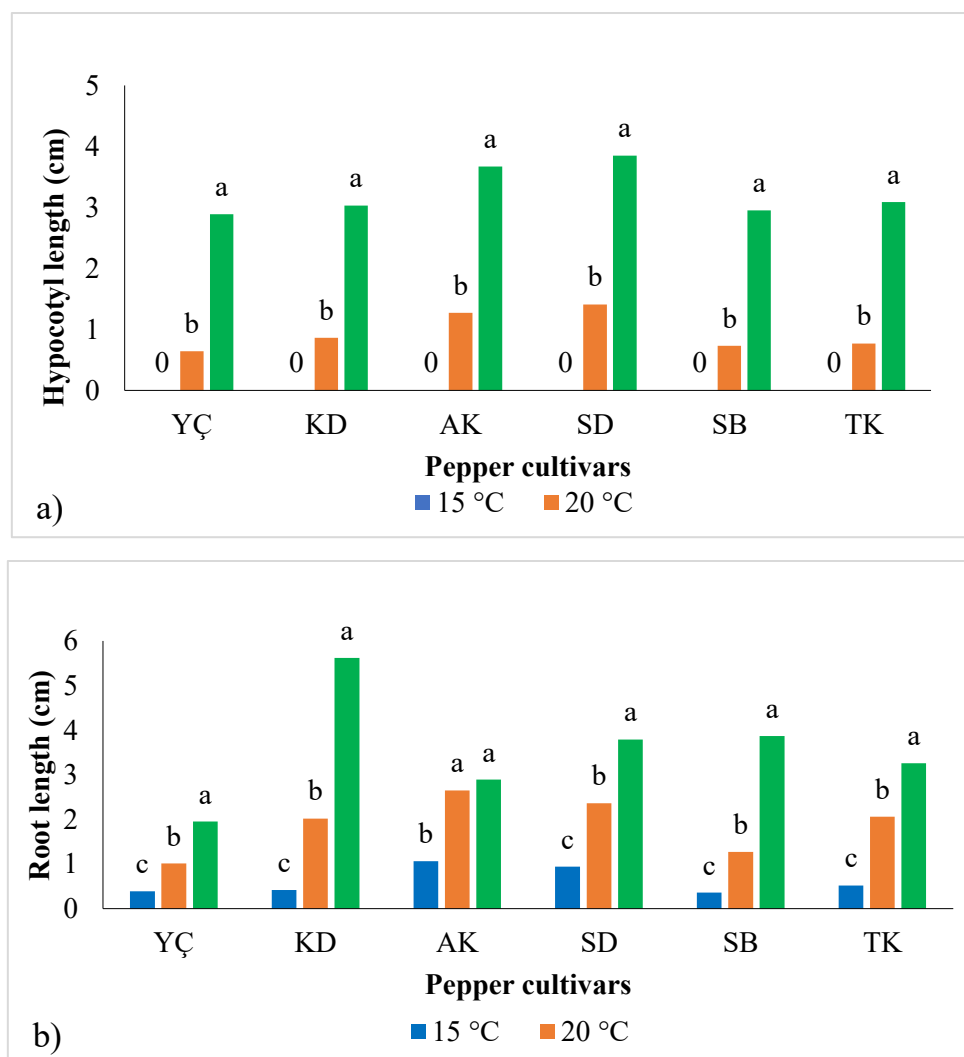 5
4
3
2
1
0
Hypocotyl length (cm)
a a a a a a
b b b b b b
0 0 0 0 0 0
YÇ KD AK SD SB TK
Pepper cultivars
15 °C 20 °C
a)
6
5
4
3
2
1
0
Root length (cm)
c b a c b a b a a c b a c b a c b a
YÇ KD AK SD SB TK
Pepper cultivars
15 °C 20 °C
b)